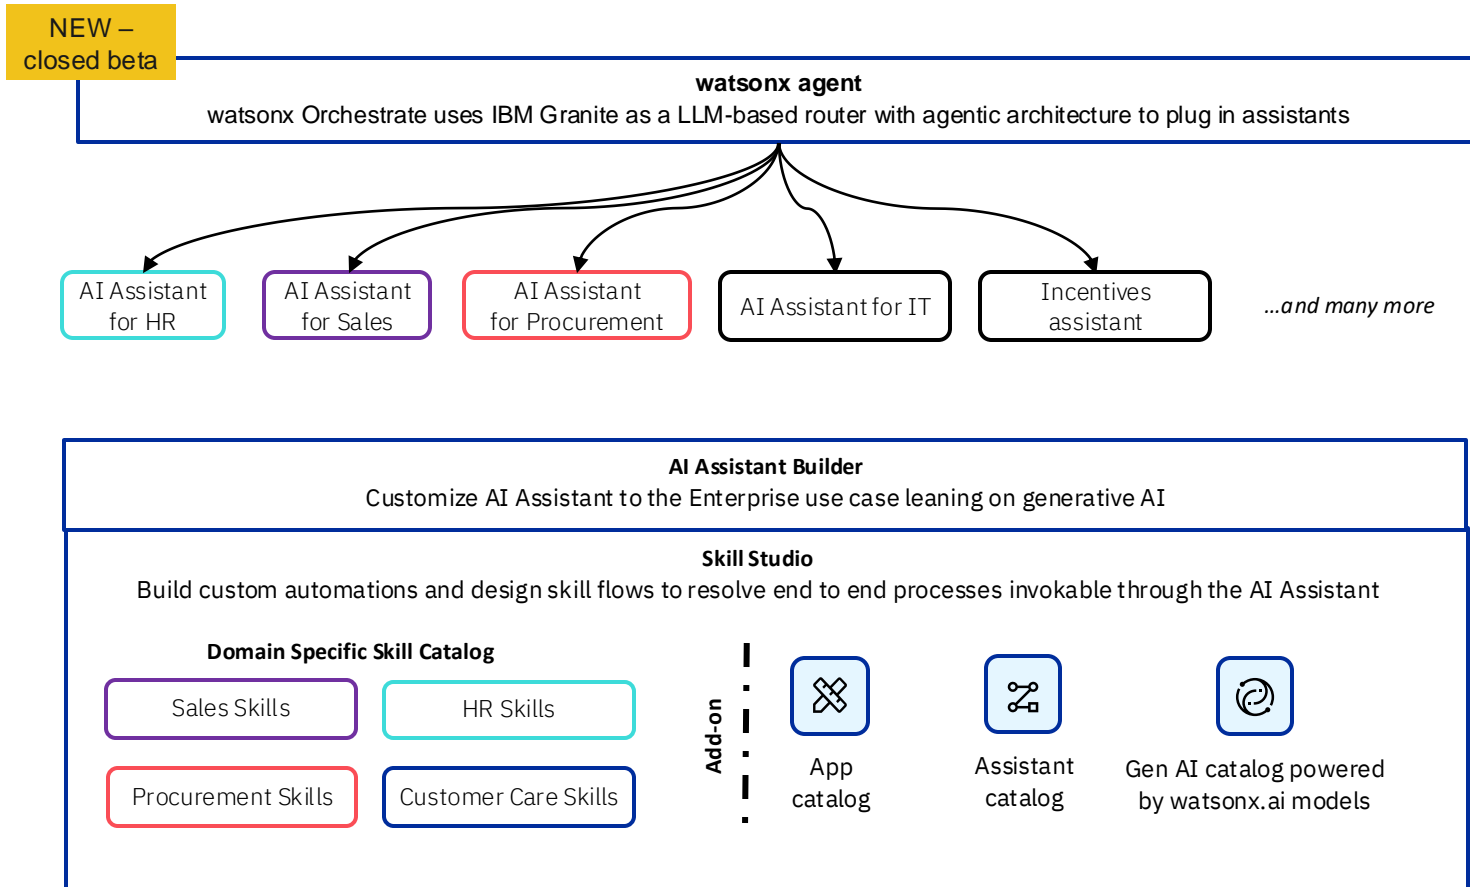 NEW –
closed beta
watsonx agent
watsonx Orchestrate uses IBM Granite as a LLM-based router with agentic architecture to plug in assistants
AI Assistant
for HR
AI Assistant
for Sales
AI Assistant
for Procurement
AI Assistant for IT
Incentives
assistant
...and many more
AI Assistant Builder
Customize AI Assistant to the Enterprise use case leaning on generative AI
Skill Studio
Build custom automations and design skill flows to resolve end to end processes invokable through the AI Assistant
Domain Specific Skill Catalog
Sales Skills
HR Skills
Procurement Skills
Customer Care Skills
Add-on
App
catalog
Assistant
catalog
Gen AI catalog powered
by watsonx.ai models